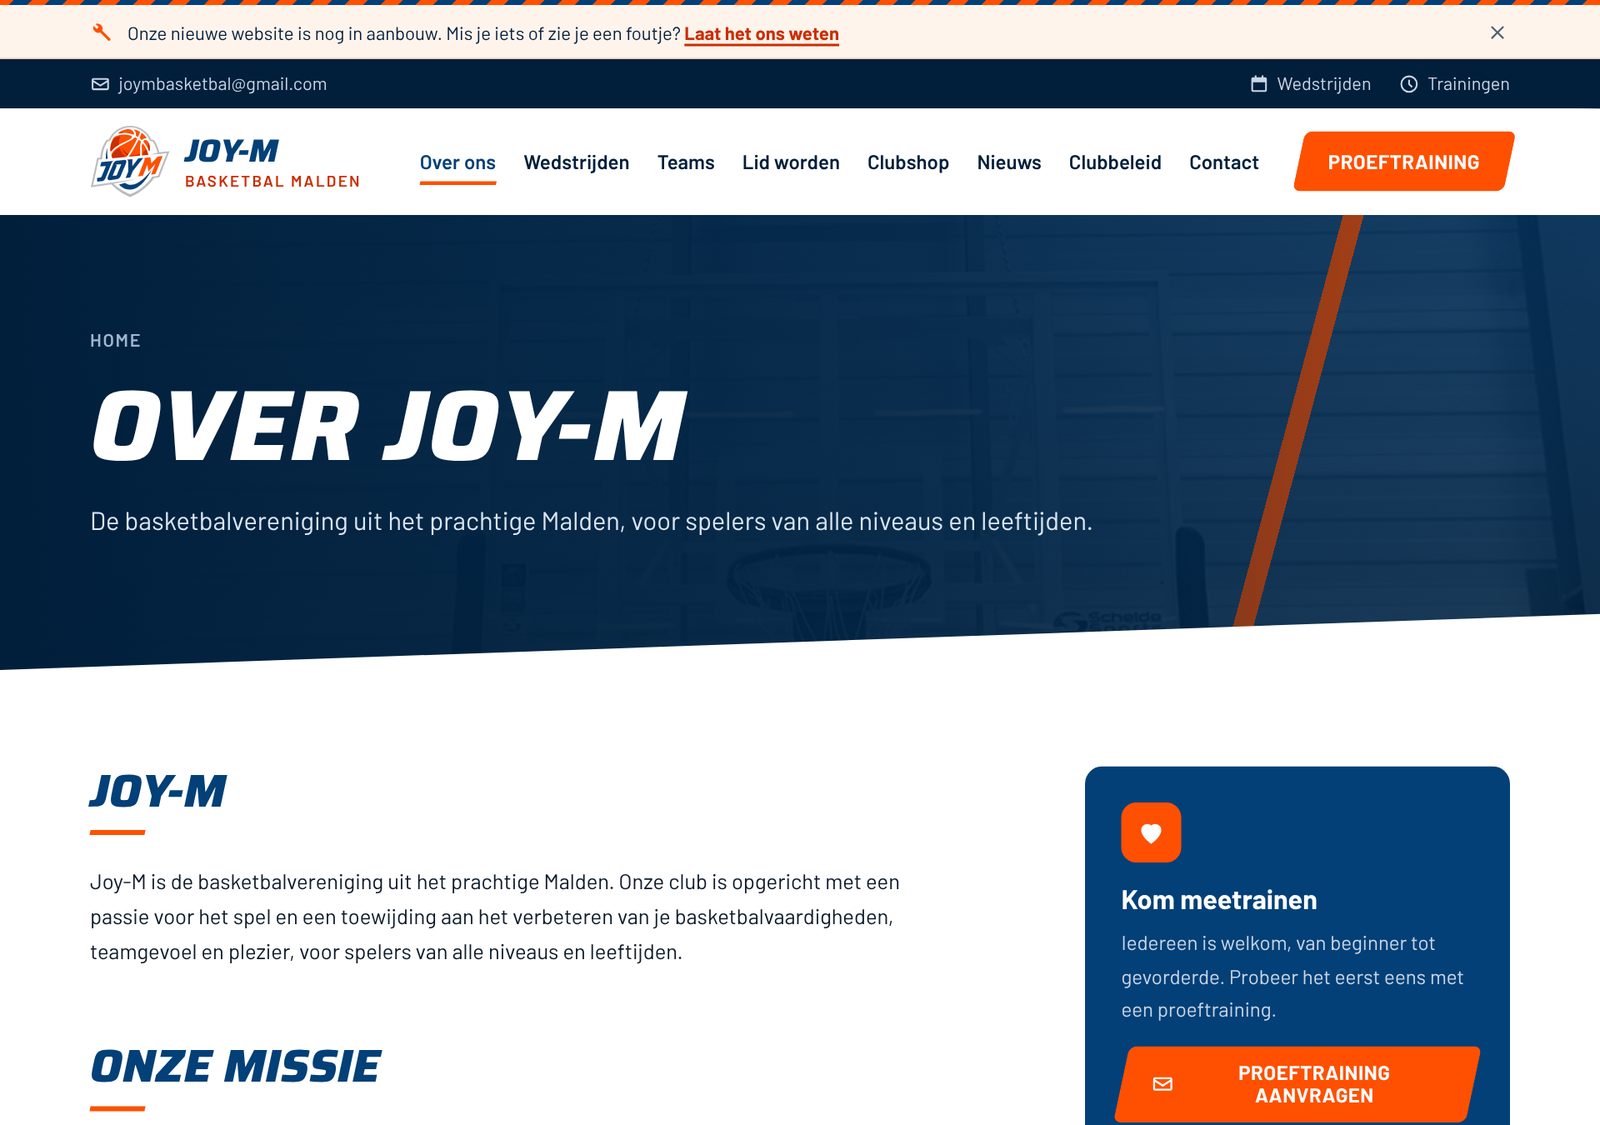 Onze nieuwe website is nog in aanbouw. Mis je iets of zie je een foutje? Laat het ons weten
joymbasketbal@gmail.com
Wedstrijden
Trainingen
JOYM
JOY-M
BASKETBAL MALDEN
Over ons
Wedstrijden
Teams
Lid worden
Clubshop
Nieuws
Clubbeleid
Contact
PROEFTRAINING
HOME
OVER JOY-M
De basketbalvereniging uit het prachtige Malden, voor spelers van alle niveaus en leeftijden.
Schelde
JOY-M
Joy-M is de basketbalvereniging uit het prachtige Malden. Onze club is opgericht met een
passie voor het spel en een toewijding aan het verbeteren van je basketbalvaardigheden,
teamgevoel en plezier, voor spelers van alle niveaus en leeftijden.
ONZE MISSIE
Kom meetrainen
Iedereen is welkom, van beginner tot
gevorderde. Probeer het eerst eens met
een proeftraining.
PROEFTRAINING
AANVRAGEN